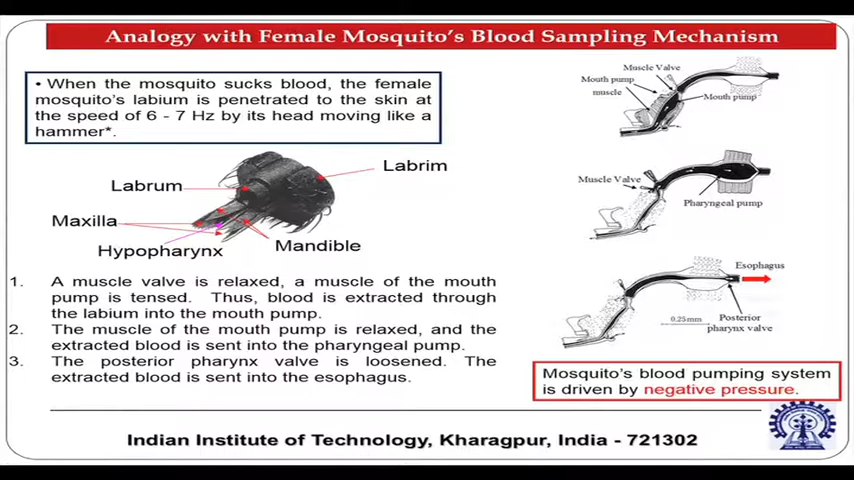 Analogy with Female Mosquito's Blood Sampling Mechanism
• When the mosquito sucks blood, the female
mosquito's labium is penetrated to the skin at
the speed of 6 - 7 Hz by its head moving like a
hammer*.
Labrim
Labrum
Maxilla
Hypopharynx
Mandible
1. A muscle valve is relaxed, a muscle of the mouth
pump is tensed. Thus, blood is extracted through
the labium into the mouth pump.
2. The muscle of the mouth pump is relaxed, and the
extracted blood is sent into the pharyngeal pump.
3. The posterior pharynx valve is loosened. The
extracted blood is sent into the esophagus.
Muscle Valve
Mouth pump
muscle
Mouth pump
Muscle Valve
Pharyngeal pump
Esophagus
0.25mm
Posterior
pharynx valve
Mosquito's blood pumping system
is driven by negative pressure.
Indian Institute of Technology, Kharagpur, India - 721302